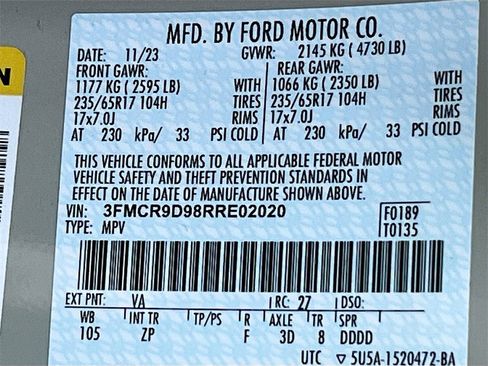 MFD. BY FORD MOTOR CO.
DATE: 11/23 GVWR: 2145 KG (4730 LB)
FRONT GAWR: REAR GAWR:
1177 KG (2595 LB) WITH 1066 KG (2350 LB) WITH
235/65R17 104H TIRES 235/65R17 104H TIRES
17x7.0J RIMS 17x7.0J RIMS
AT 230 kPa/ 33 PSI COLD AT 230 kPa/ 33 PSI COLD
THIS VEHICLE CONFORMS TO ALL APPLICABLE FEDERAL MOTOR
VEHICLE SAFETY AND THEFT PREVENTION STANDARDS IN
EFFECT ON THE DATE OF MANUFACTURE SHOWN ABOVE.
VIN: 3FMCR9D98RRE02020 F0189
TYPE: MPV T0135
EXT PNT: VA RC: 27 DSO:
WB INT TR TP/PS R AXLE TR SPR
105 ZP F 3D 8 DDDD
UTC ▽ 5U5A-1520472-BA